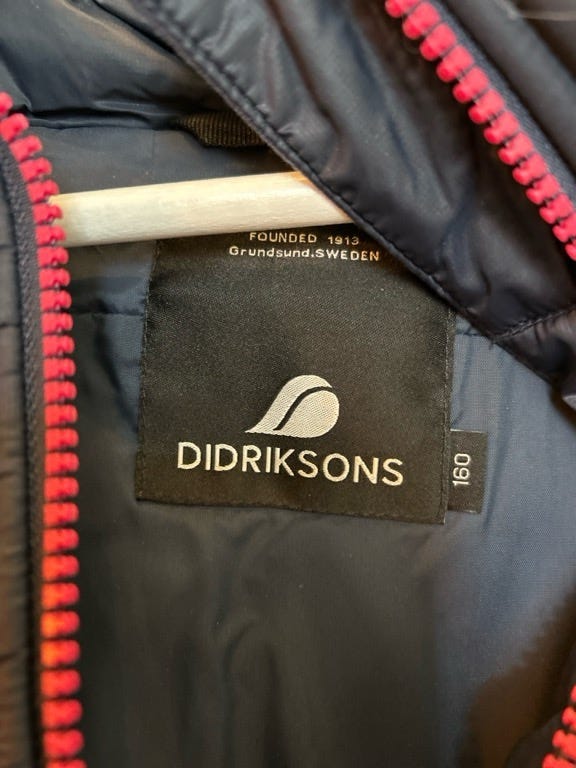 FOUNDED 1913
Grundsund.SWEDEN
DIDRIKSONS
160